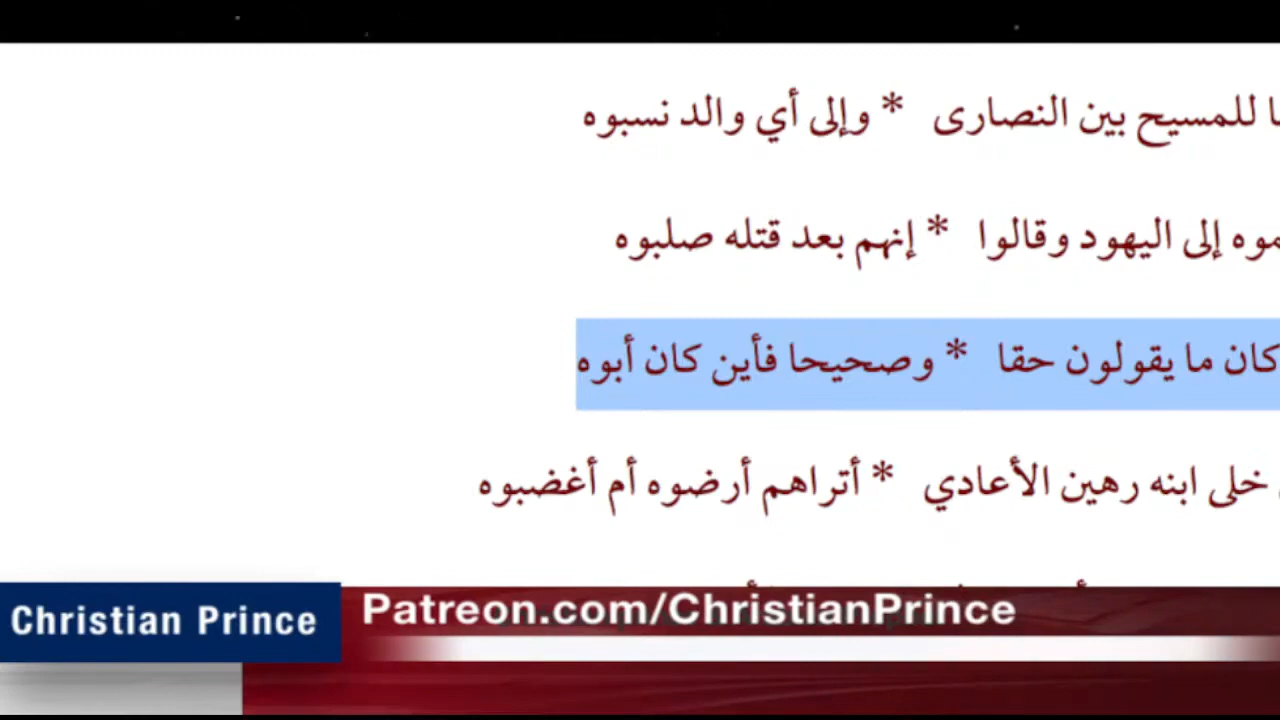 للمسيح بين النصارى * وإلى أي والد نسبوه
إلى اليهود وقالوا * إنهم بعد قتله صلبوه
كان ما يقولون حقا * وصحيحا فأين كان أبوه
خلى ابنه رهين الأعادي * أتراهم أرضوه أم أغضبوه
Patreon.com/ChristianPrince
Christian Prince